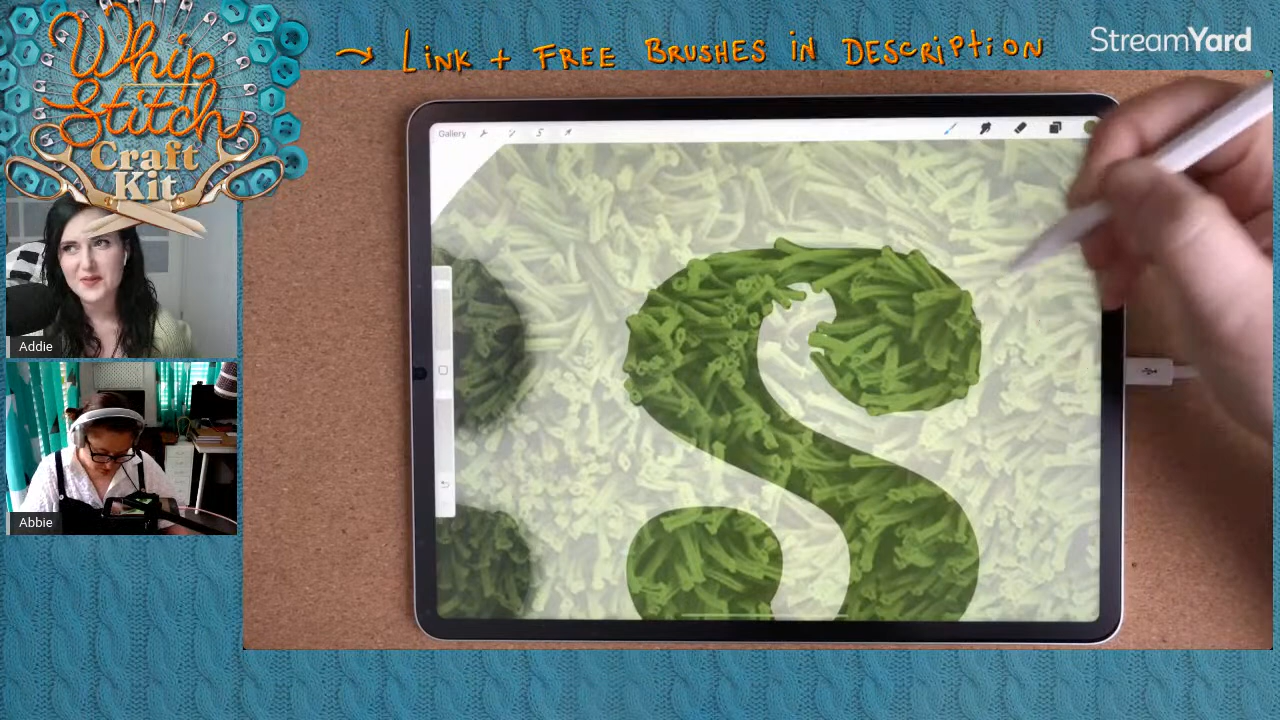 Whip
Stitch
Craft
Kit
→ LINK + FREE BRUSHES IN DESCRIPTION
StreamYard
Gallery
S
Addie
Abbie